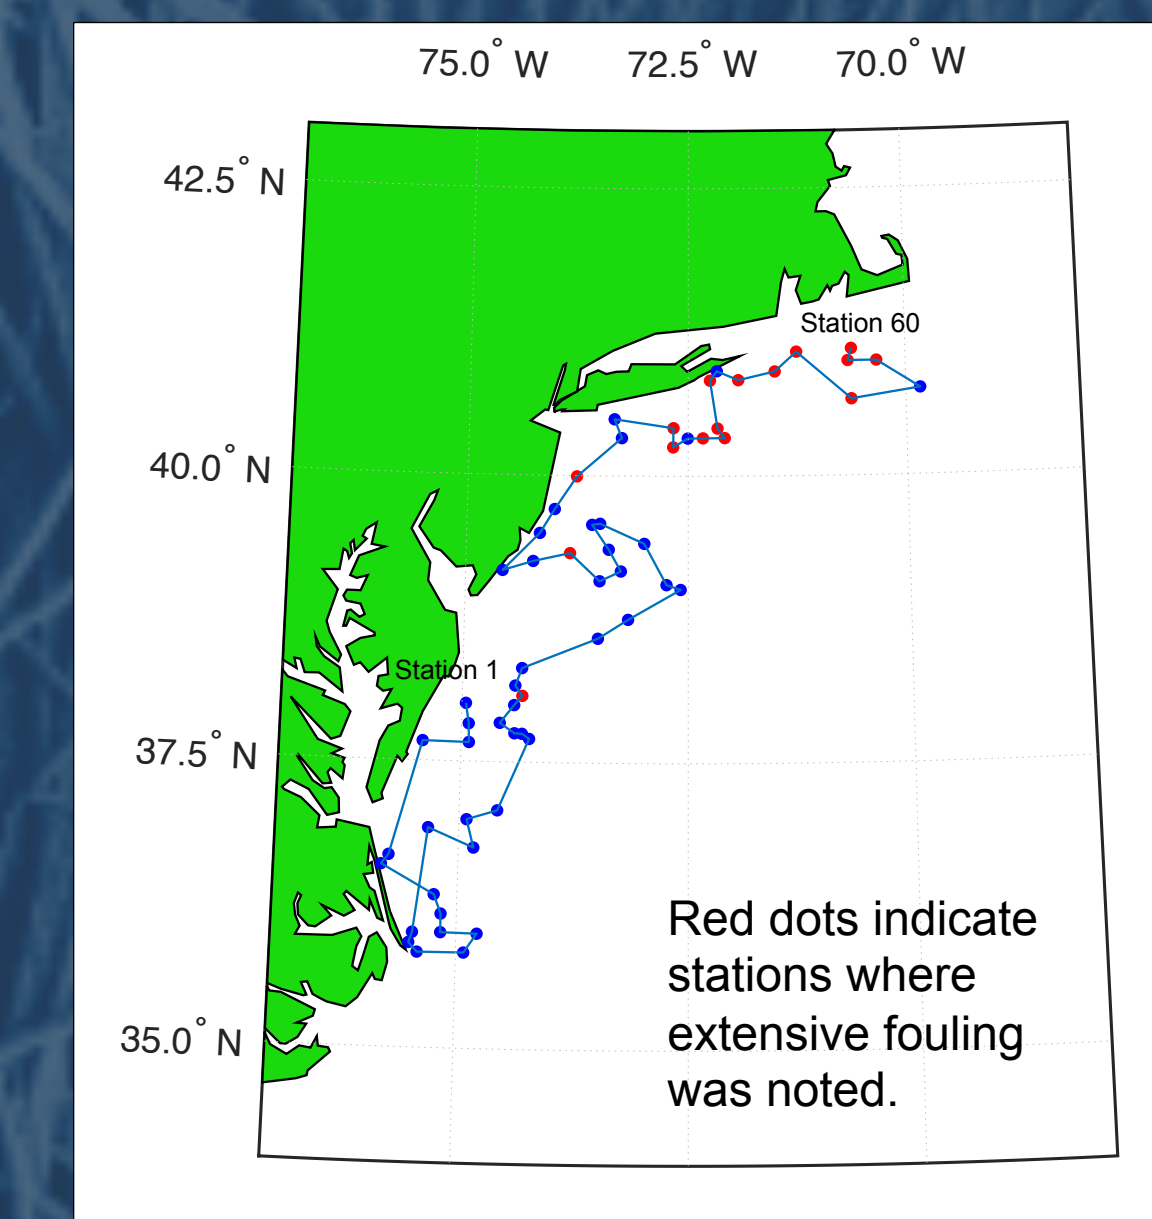 75.0° W 72.5° W 70.0° W
42.5° N
Station 60
40.0° N
Station 1
37.5° N
Red dots indicate
stations where
extensive fouling
35.0° N
was noted.